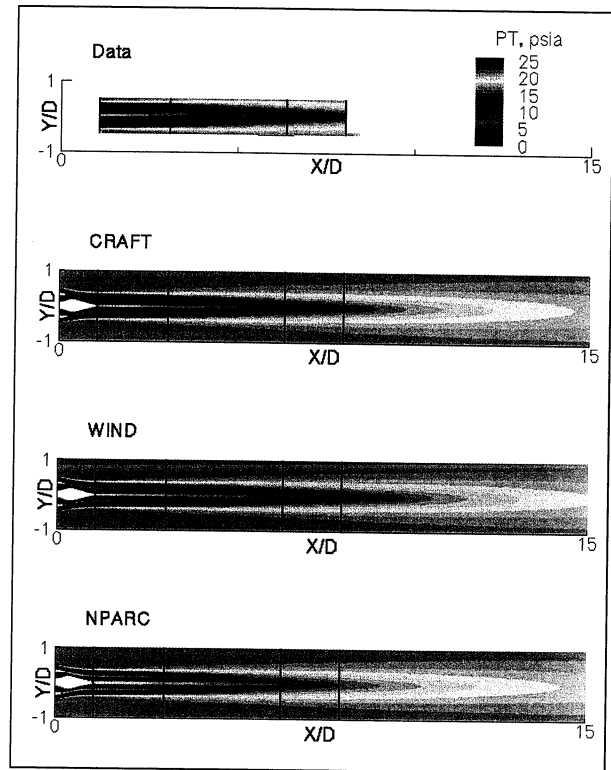 Data
PT, psia
25
20
15
10
5
0
1
Y/D
-1
0
X/D
15
CRAFT
1
Y/D
-1
0
X/D
15
WIND
1
Y/D
-1
0
X/D
15
NPARC
1
Y/D
-1
0
X/D
15